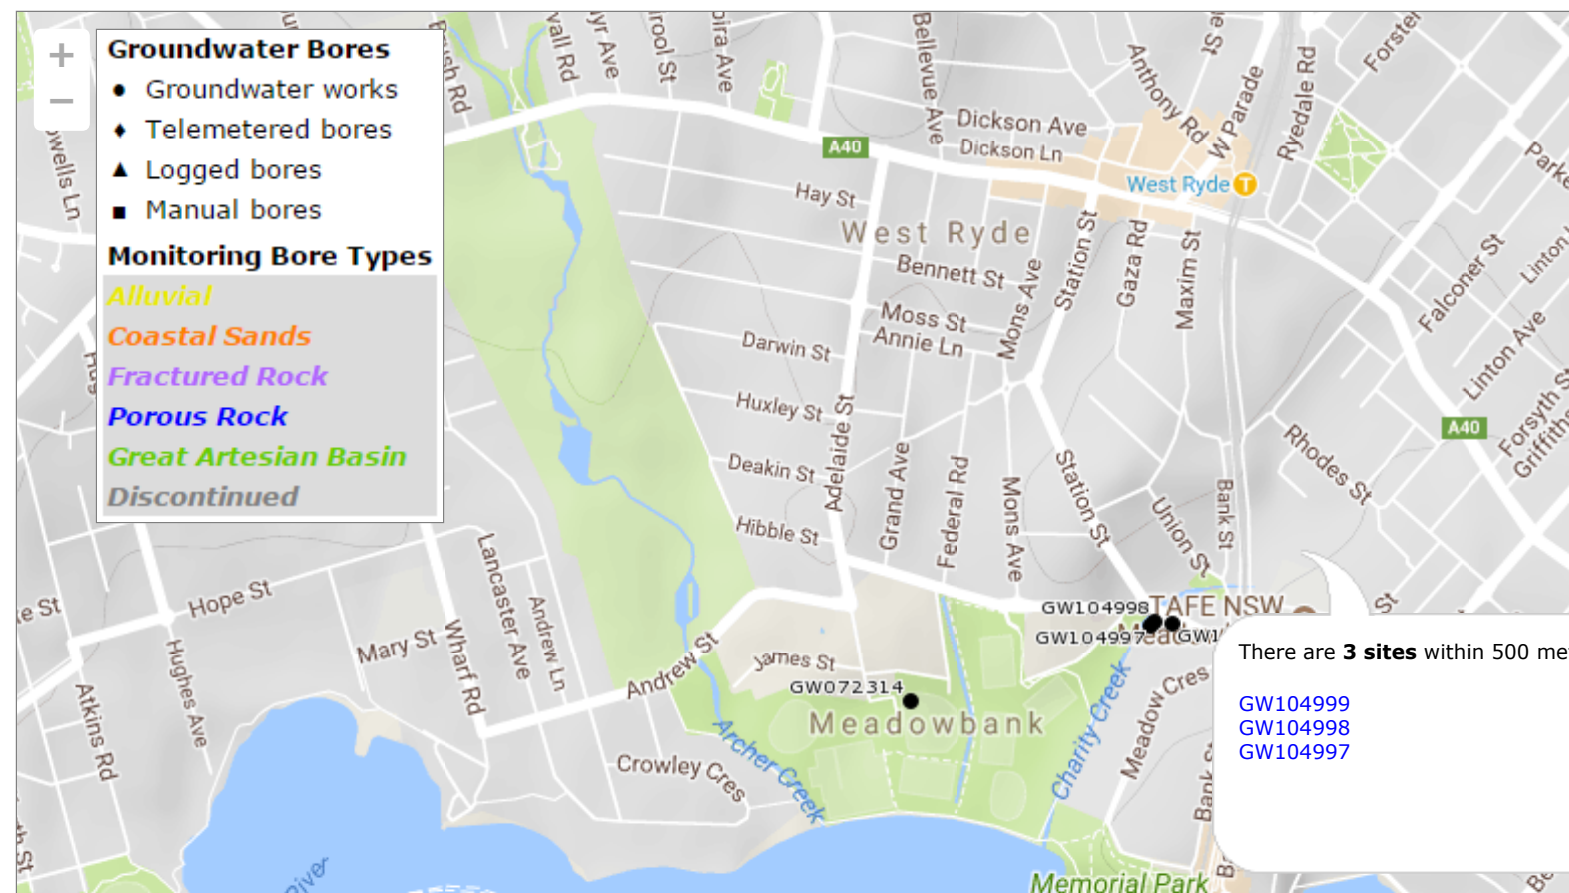 +
−
Groundwater Bores
Groundwater works
Telemetered bores
Logged bores
Manual bores
Monitoring Bore Types
Alluvial
Coastal Sands
Fractured Rock
Porous Rock
Great Artesian Basin
Discontinued
Bellevue Ave
Anthony Rd
W Parade
Ryedale Rd
Dickson Ave
Dickson Ln
A40
West Ryde T
Hay St
West Ryde
Bennett St
Mons Ave
Station St
Gaza Rd
Maxim St
Falconer St
Linton Ave
Moss St
Annie Ln
Darwin St
Huxley St
Adelaide St
A40
Rhodes St
Deakin St
Grand Ave
Federal Rd
Mons Ave
Station St
Union St
Bank St
Hibble St
Lancaster Ave
Andrew Ln
Hope St
Mary St
Wharf Rd
Hughes Ave
Atkins Rd
Andrew St
James St
GW104998
TAFE NSW
GW104997
GW072314
Meadowbank
Archer Creek
Charity Creek
Meadow Cres
Crowley Cres
Memorial Park
River
There are 3 sites within 500 me
GW104999
GW104998
GW104997